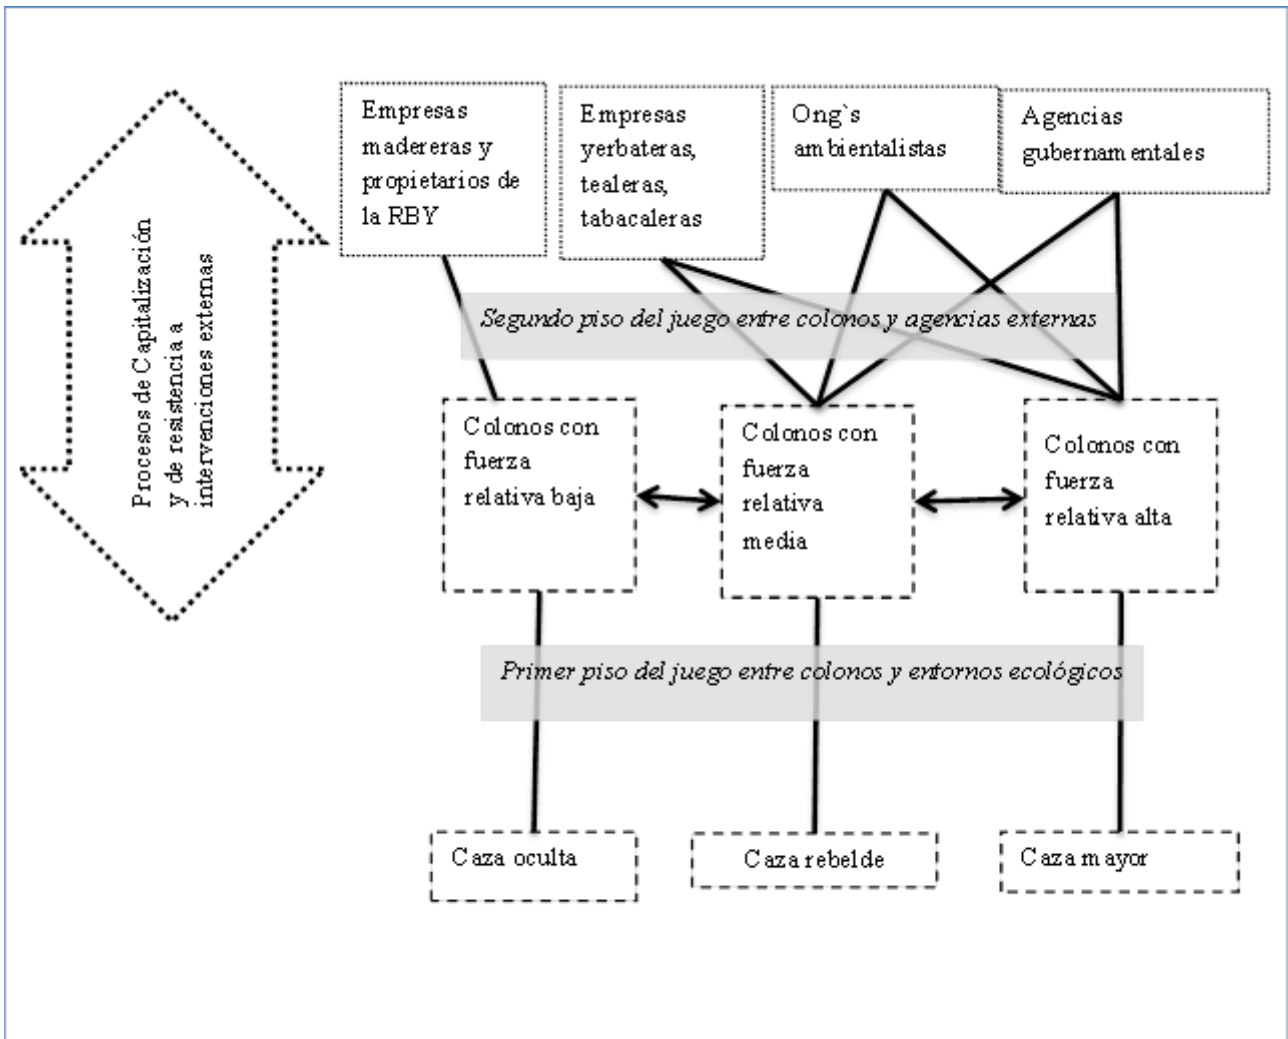 Empresas
madereras y
propietarios de
la RBY
Empresas
yerbateras,
tealeras,
tabacaleras
Ong`s
ambientalistas
Agencias
gubernamentales
Procesos de Capitalización
y de resistencia a
intervenciones externas
Segundo piso del juego entre colonos y agencias externas
Colonos con
fuerza
relativa baja
Colonos con
fuerza
relativa
media
Colonos con
fuerza
relativa alta
Primer piso del juego entre colonos y entornos ecológicos
Caza oculta
Caza rebelde
Caza mayor